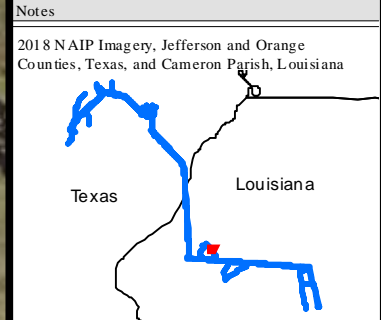 Notes
2018 NAIP Imagery, Jefferson and Orange
Counties, Texas, and Cameron Parish, Louisiana
Louisiana
Texas